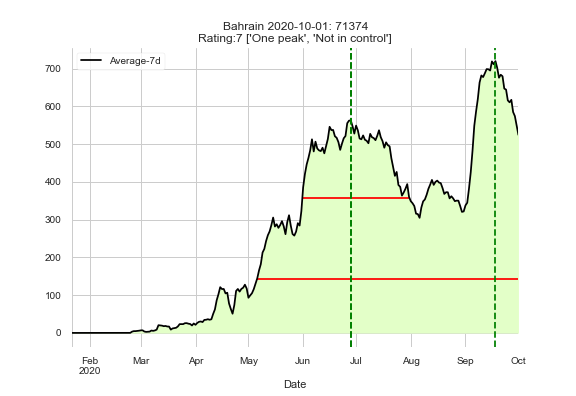 Bahrain 2020-10-01: 71374
Rating:7 ['One peak', 'Not in control']
Average-7d
700
600
500
400
300
200
100
0
Feb Mar Apr May Jun Jul Aug Sep Oct
2020
Date